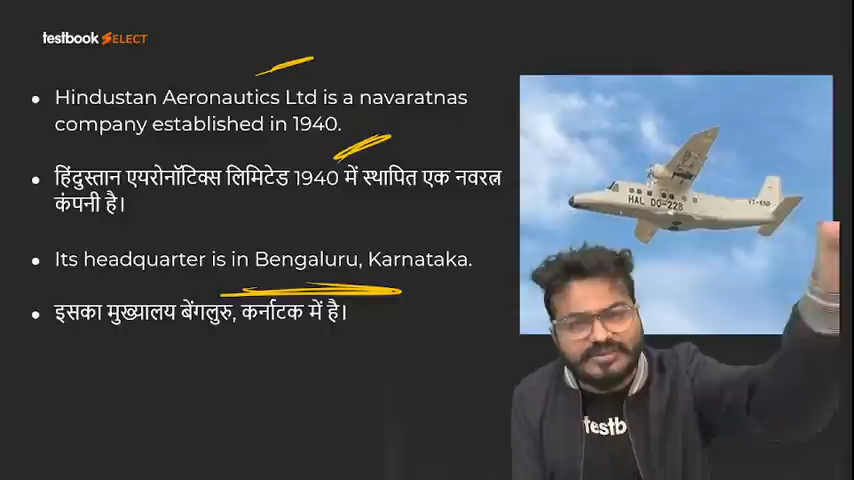 testbook SELECT
Hindustan Aeronautics Ltd is a navaratnas
company established in 1940.
हिंदुस्तान एयरोनॉटिक्स लिमिटेड 1940 में स्थापित एक नवरत्न
कंपनी है।
Its headquarter is in Bengaluru, Karnataka.
इसका मुख्यालय बेंगलुरु, कर्नाटक में है।
HAL DO-228
testb